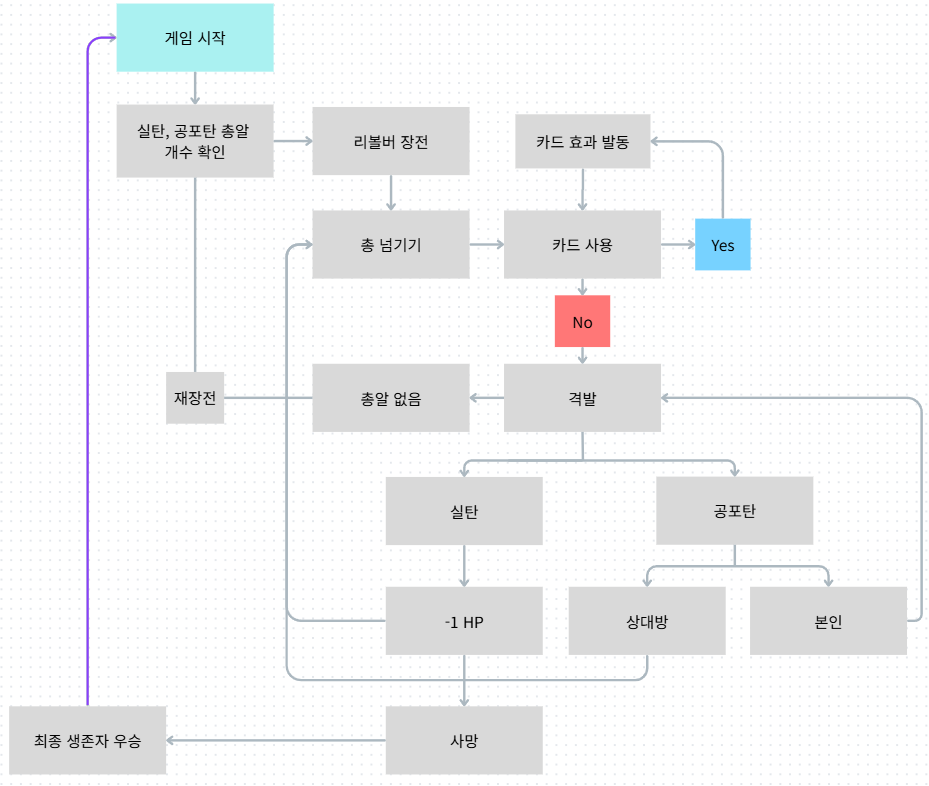 게임 시작
실탄, 공포탄 총알
개수 확인
리볼버 장전
카드 효과 발동
총 넘기기
카드 사용
Yes
No
재장전
총알 없음
격발
실탄
공포탄
-1 HP
상대방
본인
최종 생존자 우승
사망